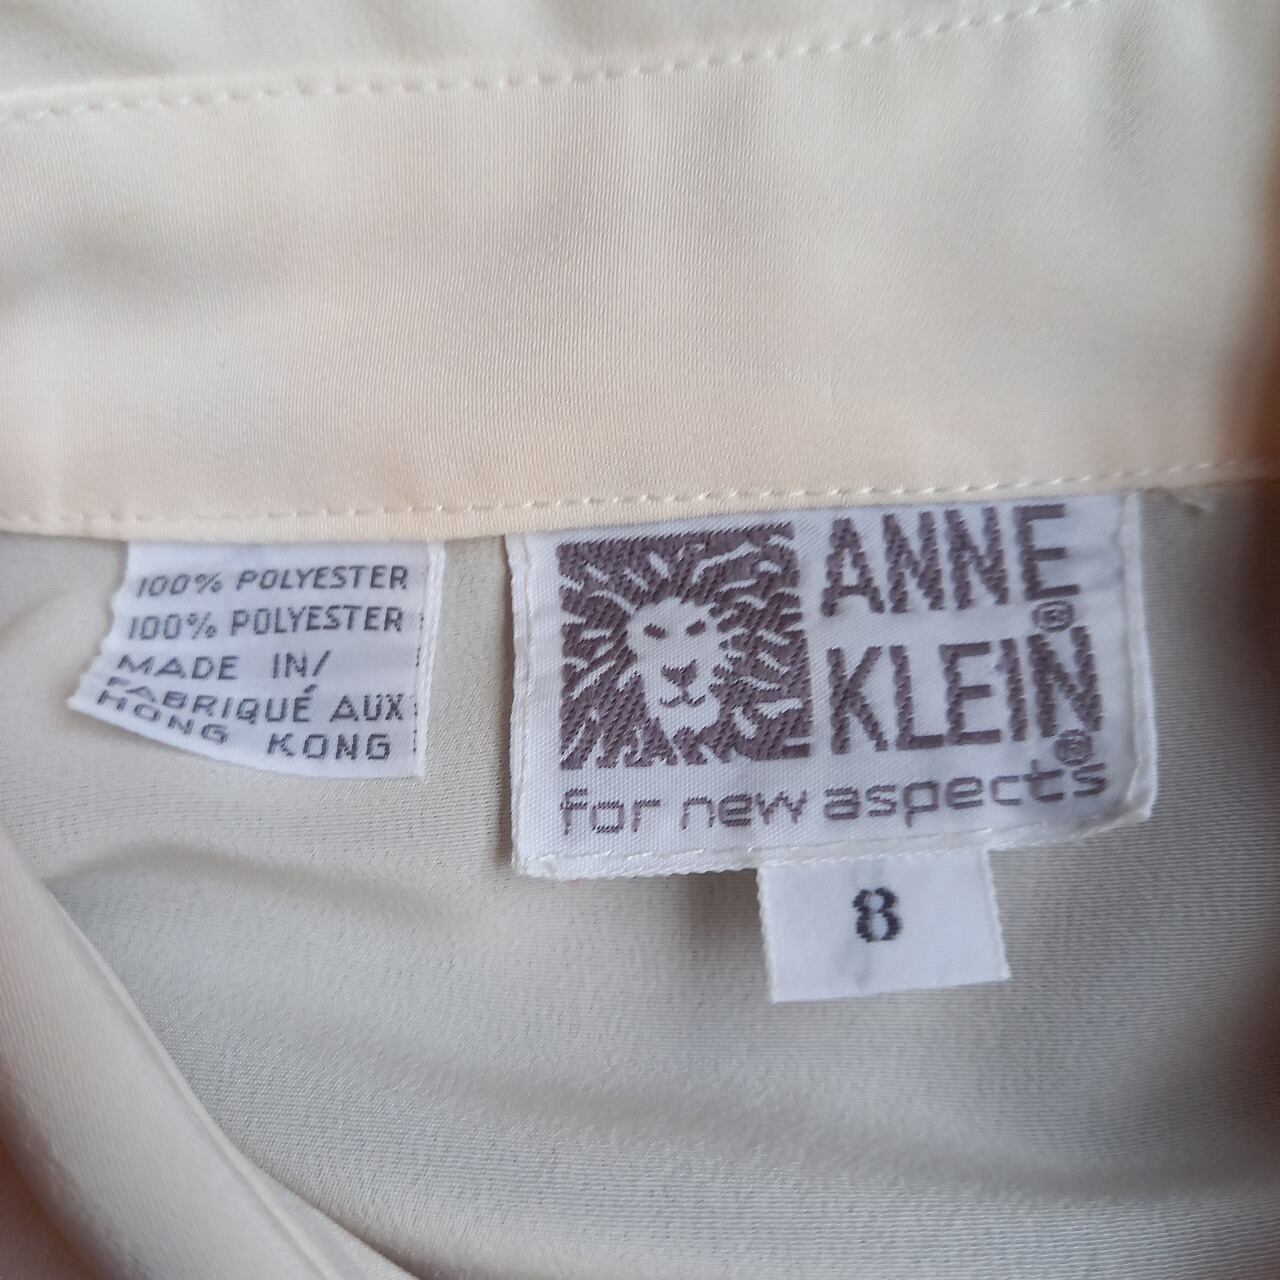 100% POLYESTER
100% POLYESTER
MADE IN/
FABRIQUÉ AUX
HONG KONG
ANNE
KLEIN®
for new aspects®
8